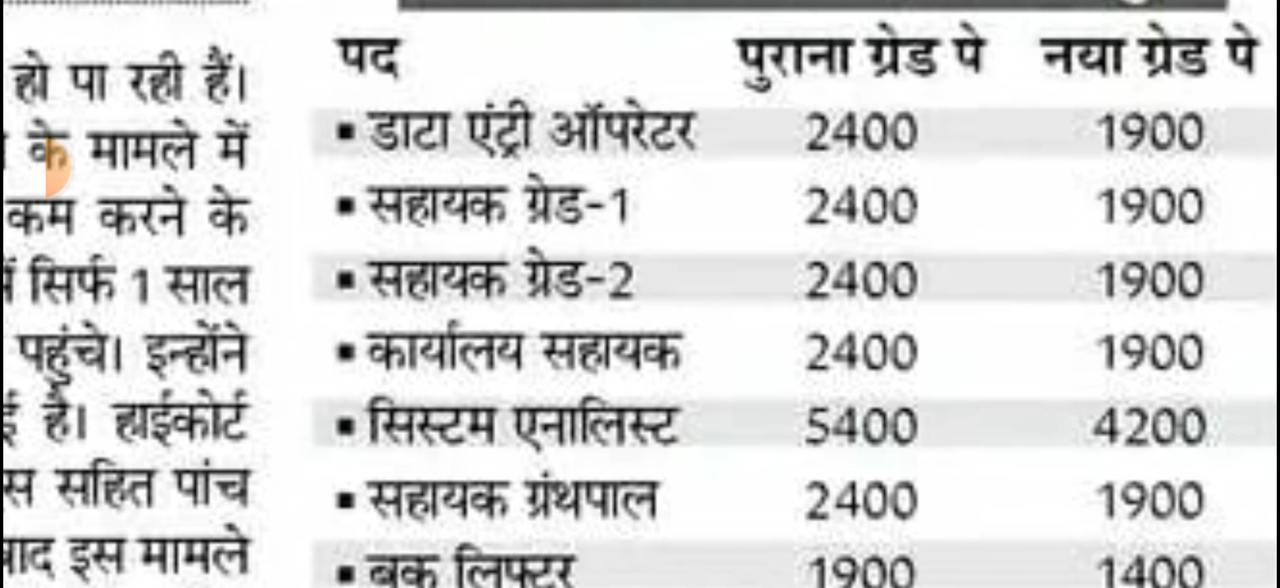 हो पा रही हैं।
के मामले में
कम करने के
सिर्फ 1 साल
पहुंचे। इन्होंने
है। हाईकोर्ट
सहित पांच
इस मामले
पद पुराना ग्रेड पे नया ग्रेड पे
▪ डाटा एंट्री ऑपरेटर 2400 1900
▪ सहायक ग्रेड-1 2400 1900
▪ सहायक ग्रेड-2 2400 1900
▪ कार्यालय सहायक 2400 1900
▪ सिस्टम एनालिस्ट 5400 4200
▪ सहायक ग्रंथपाल 2400 1900
▪ बुक लिफ्टर 1900 1400